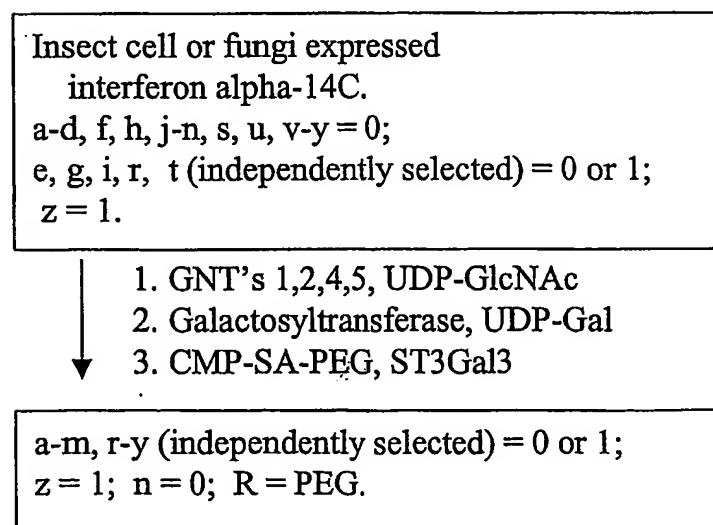 Insect cell or fungi expressed
interferon alpha-14C.
a-d, f, h, j-n, s, u, v-y = 0;
e, g, i, r, t (independently selected) = 0 or 1;
z = 1.
1. GNT's 1,2,4,5, UDP-GlcNAc
2. Galactosyltransferase, UDP-Gal
3. CMP-SA-PEG, ST3Gal3
a-m, r-y (independently selected) = 0 or 1;
z = 1; n = 0; R = PEG.